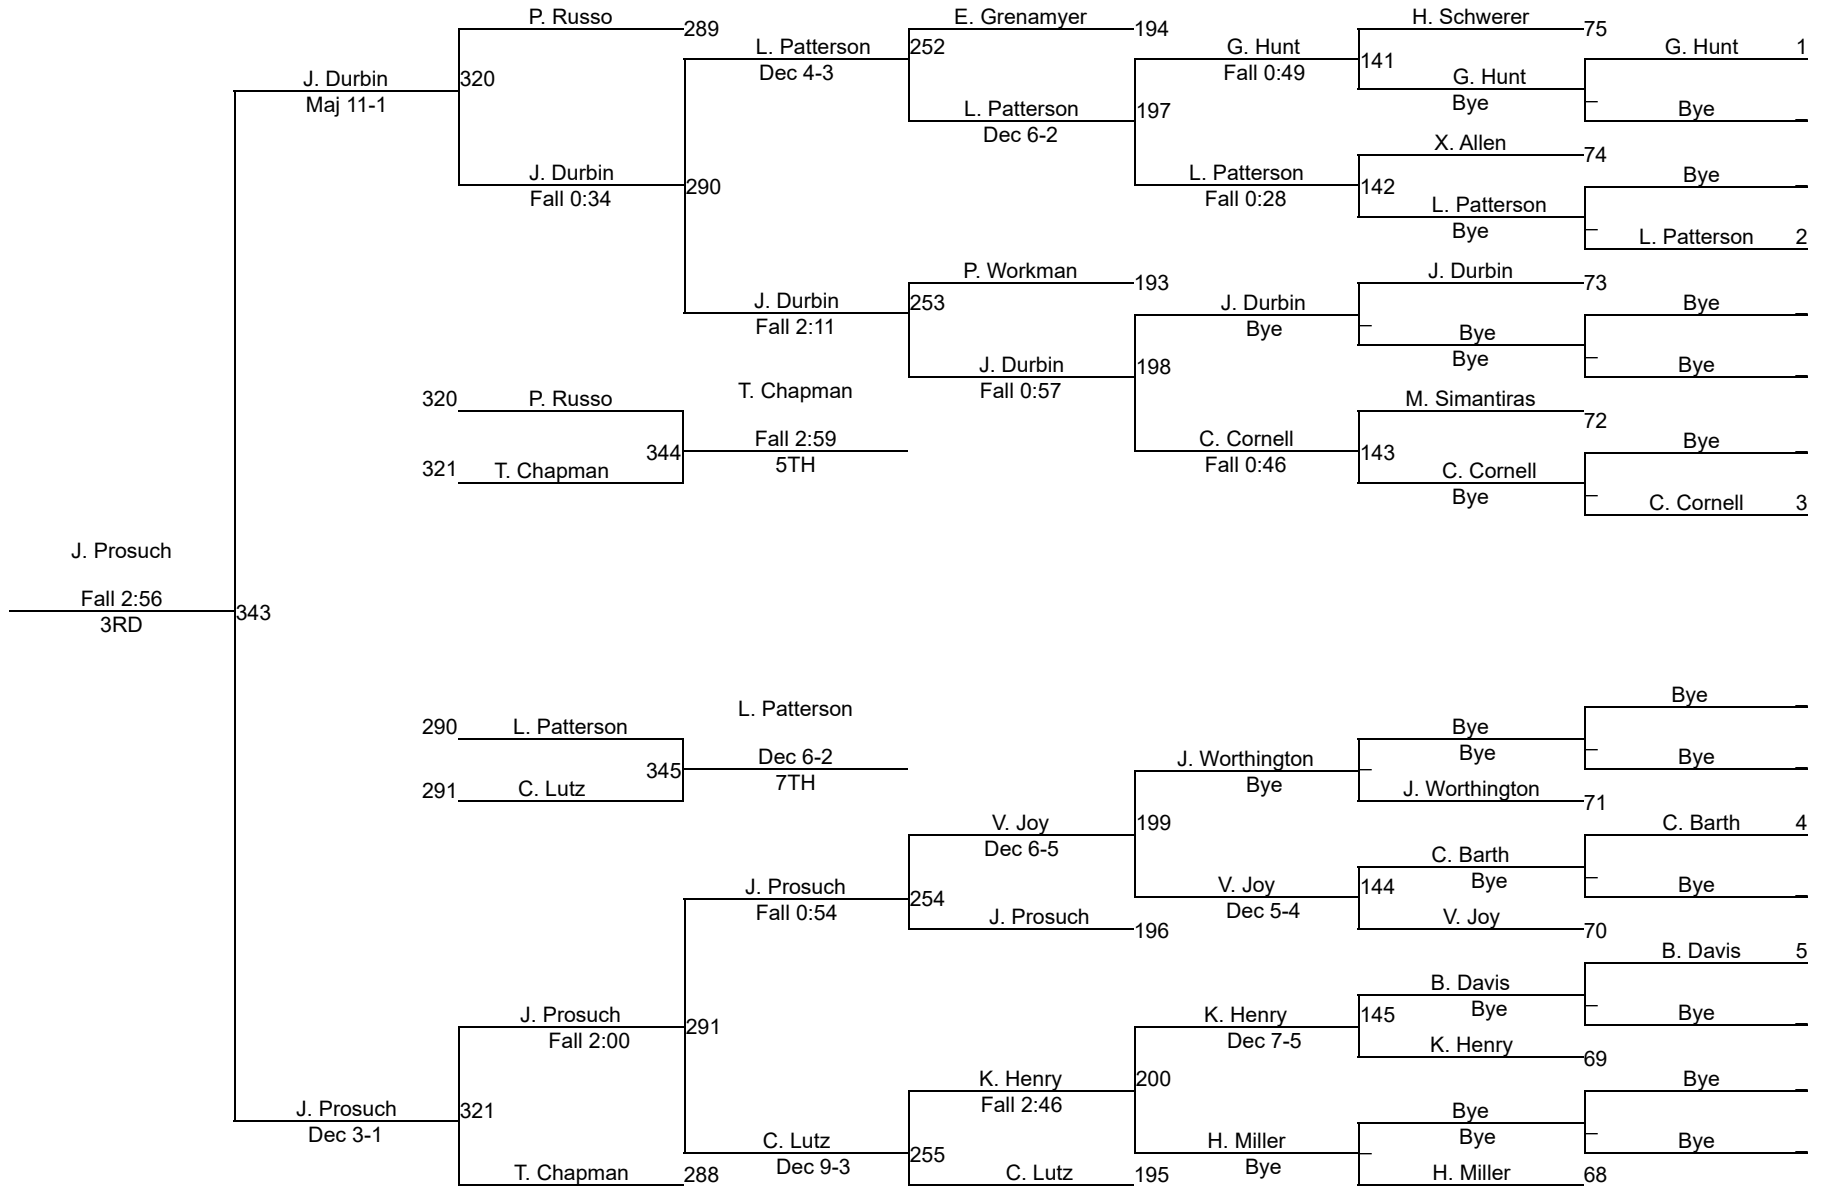 P. Russo 289 E. Grenamyer 194 H. Schwerer 75
L. Patterson 252 G. Hunt G. Hunt 1
Dec 4-3 Fall 0:49 141
J. Durbin 320 G. Hunt
Maj 11-1 L. Patterson 197 Bye Bye _
Dec 6-2 X. Allen 74
J. Durbin 290 L. Patterson 142 Bye _
Fall 0:34 Fall 0:28 L. Patterson
Bye L. Patterson 2
P. Workman 193 J. Durbin 73
J. Durbin 253 J. Durbin Bye _
Fall 2:11 Bye _ Bye
J. Durbin 198 Bye Bye _
Fall 0:57
T. Chapman
320 P. Russo M. Simantiras 72
Fall 2:59 C. Cornell Bye _
344 5TH Fall 0:46 143
321 T. Chapman C. Cornell
Bye C. Cornell 3
J. Prosuch
Fall 2:56 343
3RD
Bye _
L. Patterson
290 L. Patterson Bye
Dec 6-2 J. Worthington Bye Bye _
345 7TH Bye _
291 C. Lutz J. Worthington 71
V. Joy 199 C. Barth 4
Dec 6-5 C. Barth
J. Prosuch V. Joy 144 Bye Bye _
Fall 0:54 254 Dec 5-4
J. Prosuch 196 V. Joy 70
B. Davis 5
B. Davis
J. Prosuch 291 K. Henry 145 Bye Bye _
Fall 2:00 Dec 7-5 K. Henry 69
K. Henry 200 Bye _
J. Prosuch 321 Fall 2:46 Bye
Dec 3-1 C. Lutz H. Miller Bye Bye _
Dec 9-3 255 Bye _
T. Chapman 288 C. Lutz 195 H. Miller 68